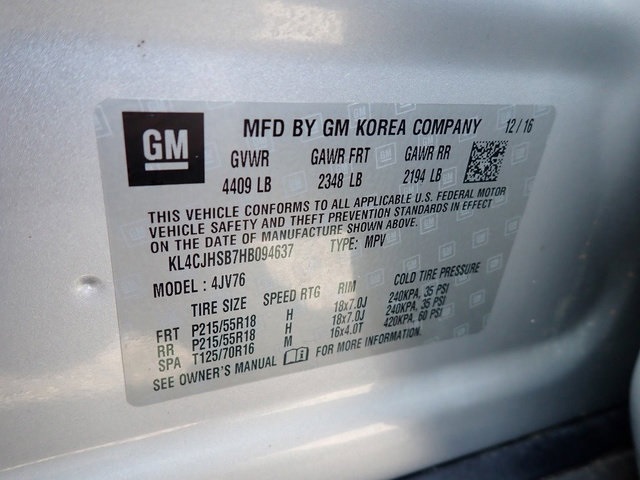 GM
MFD BY GM KOREA COMPANY 12/16
GVWR GAWR FRT GAWR RR
4409 LB 2348 LB 2194 LB
THIS VEHICLE CONFORMS TO ALL APPLICABLE U.S. FEDERAL MOTOR
VEHICLE SAFETY AND THEFT PREVENTION STANDARDS IN EFFECT
ON THE DATE OF MANUFACTURE SHOWN ABOVE.
KL4CJHSB7HB094637 TYPE: MPV
MODEL : 4JV76
TIRE SIZE SPEED RTG RIM COLD TIRE PRESSURE
FRT P215/55R18 H 18x7.0J 240KPA, 35 PSI
RR P215/55R18 H 18x7.0J 240KPA, 35 PSI
SPA T125/70R16 M 16x4.0T 420KPA, 60 PSI
SEE OWNER'S MANUAL FOR MORE INFORMATION.